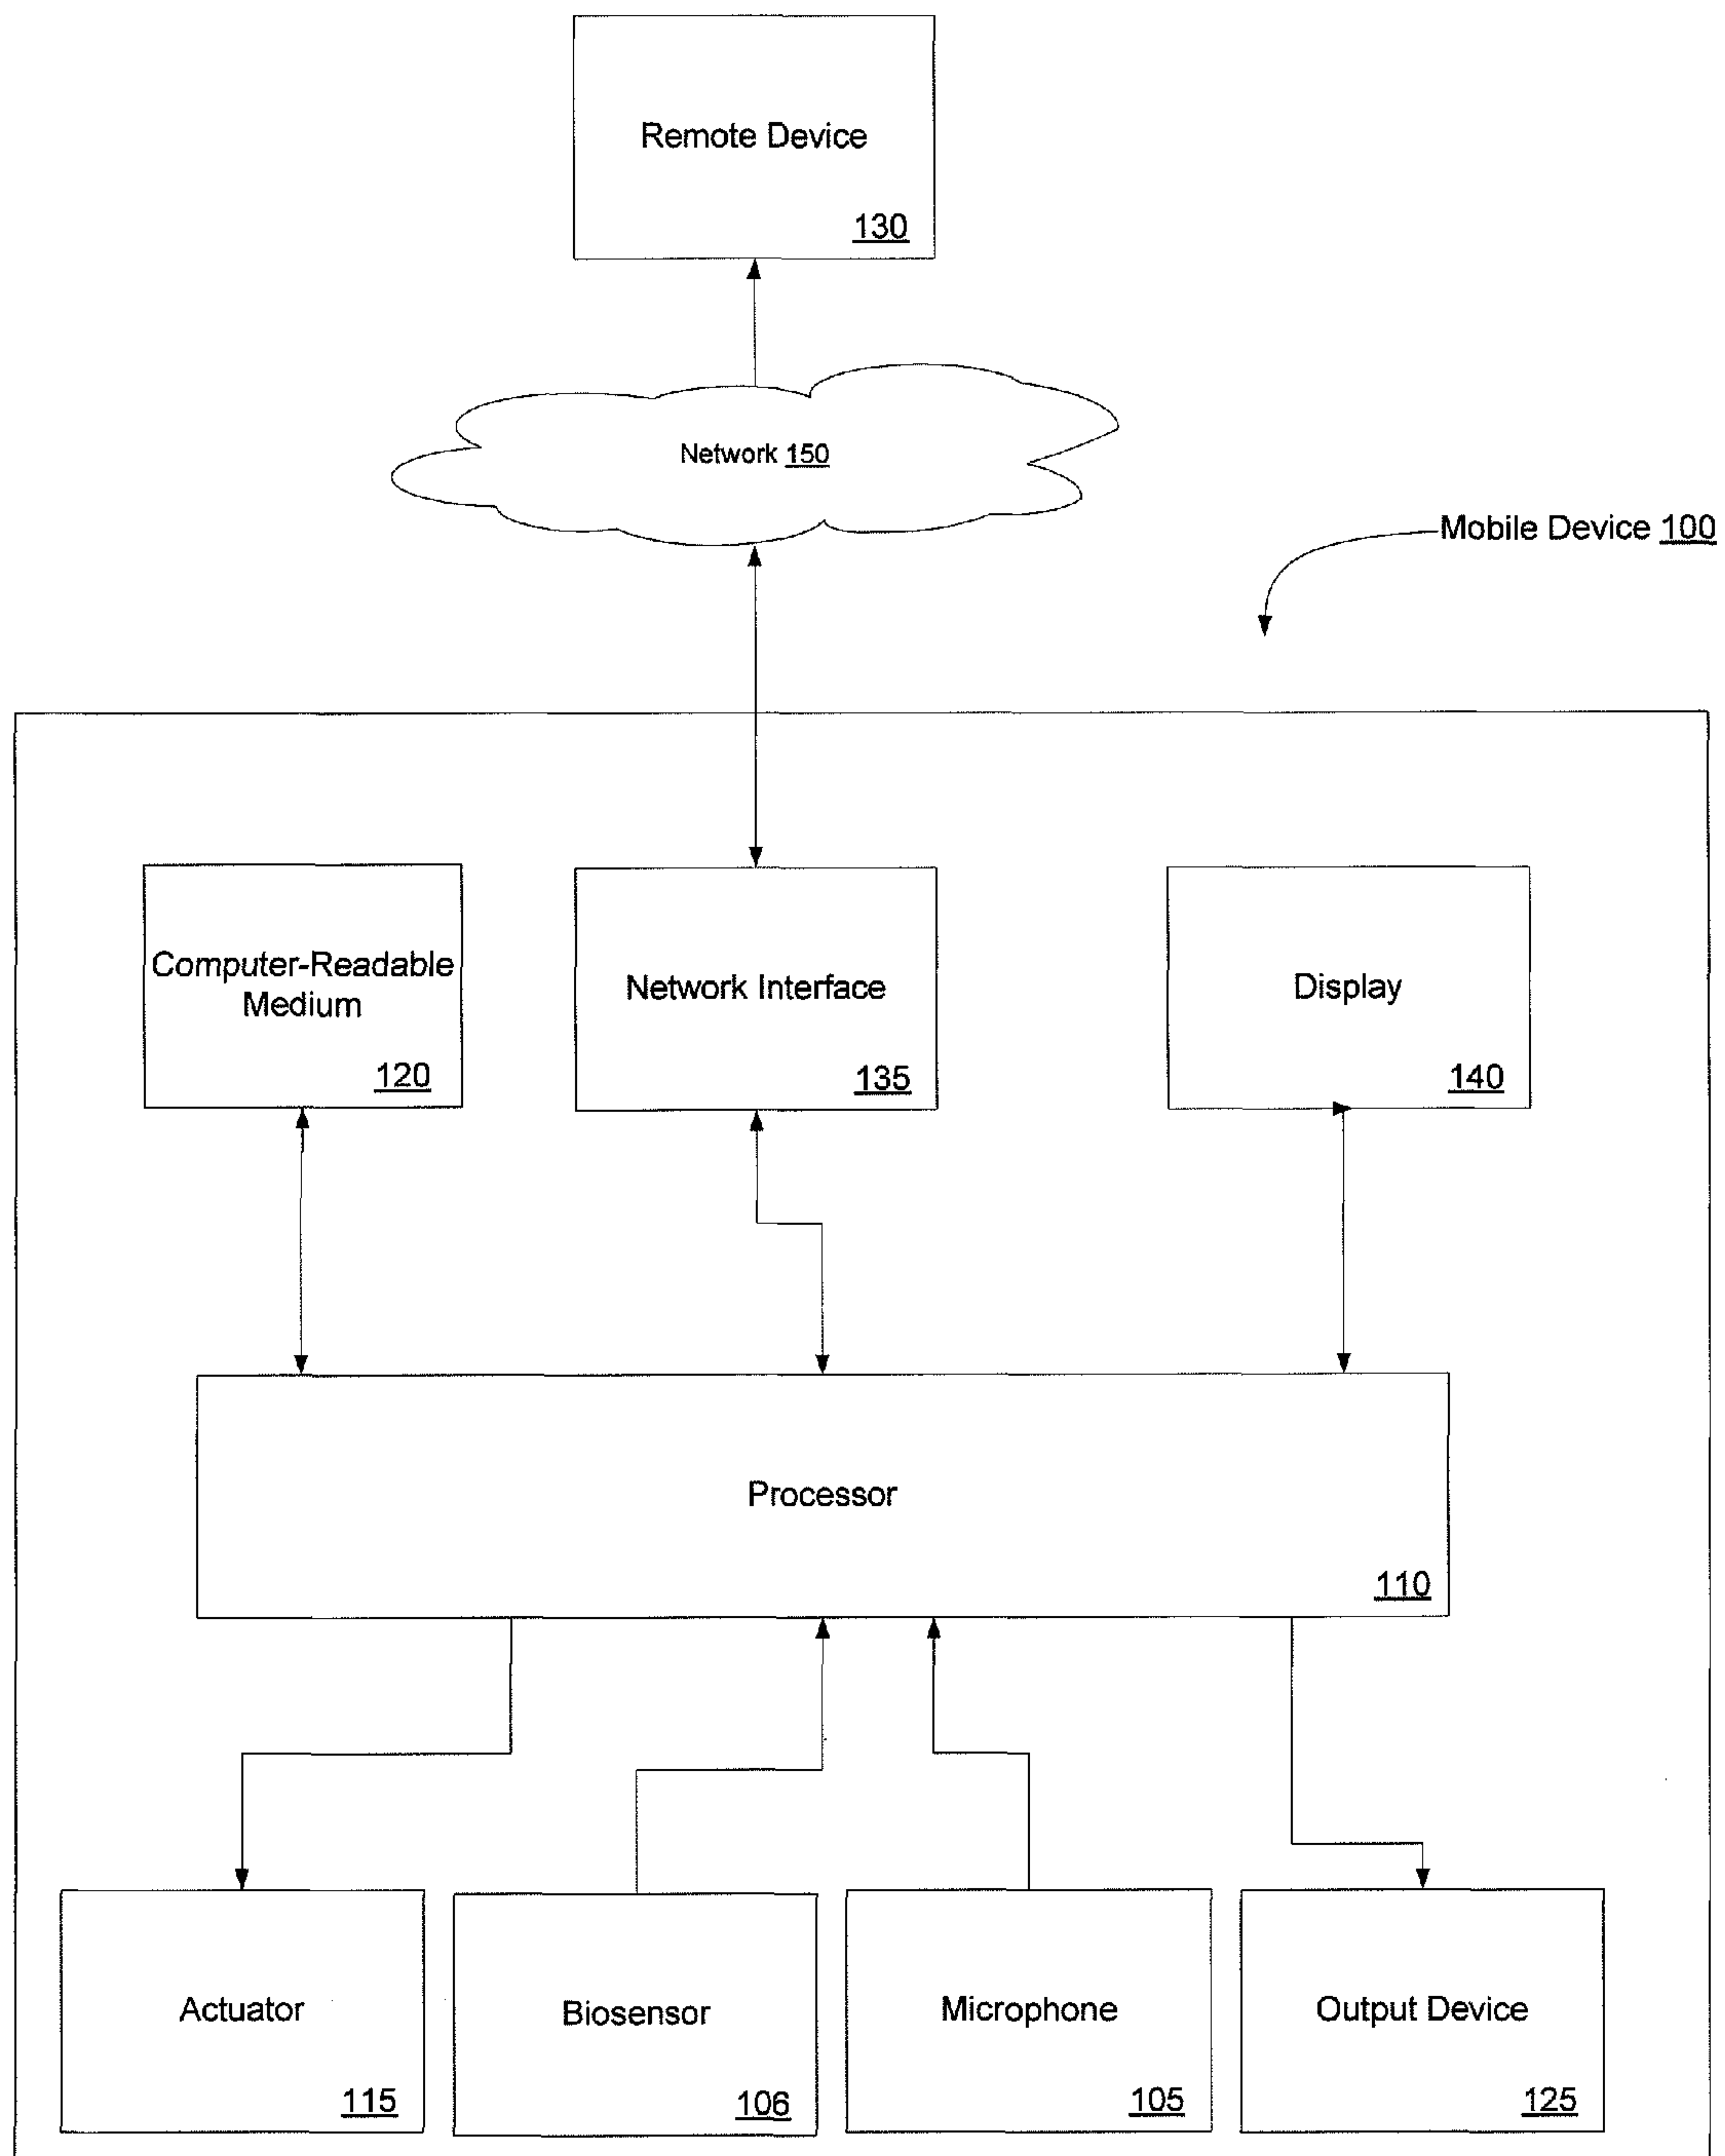 Remote Device
130
Network 150
Mobile Device 100
Computer-Readable
Medium
120
Network Interface
135
Display
140
Processor
110
Actuator
115
Biosensor
106
Microphone
105
Output Device
125